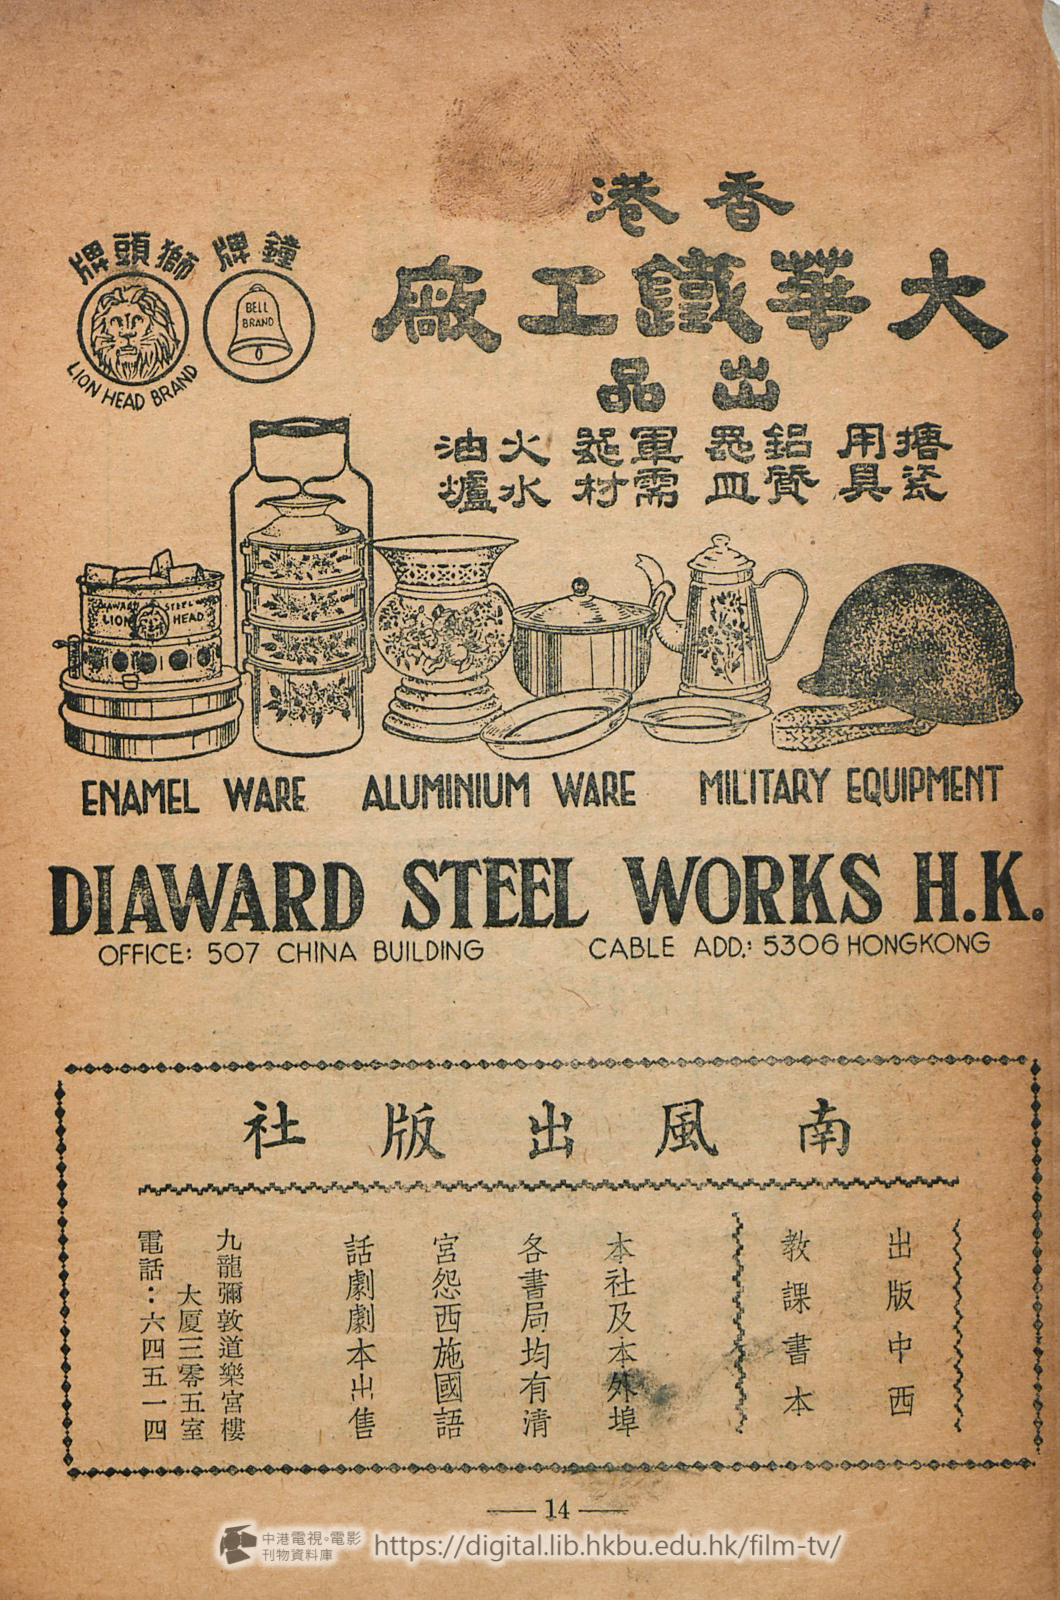 香港
大華鐵工廠
出品
搪瓷用具 鋁質器皿 軍需器材 火水油爐
鐘牌
BELL BRAND
獅頭牌
LION HEAD BRAND
DIAWARD STEEL WORKS
LION HEAD
ENAMEL WARE ALUMINIUM WARE MILITARY EQUIPMENT
DIAWARD STEEL WORKS H.K.
OFFICE: 507 CHINA BUILDING CABLE ADD.: 5306 HONGKONG
南風出版社
出版中西
教課書本
本社及本外埠
各書局均有清
宮怨西施國語
話劇劇本出售
九龍彌敦道樂宮樓
大厦三零五室
電話：六四五一四
14
中港電視。電影
刊物資料庫
https://digital.lib.hkbu.edu.hk/film-tv/